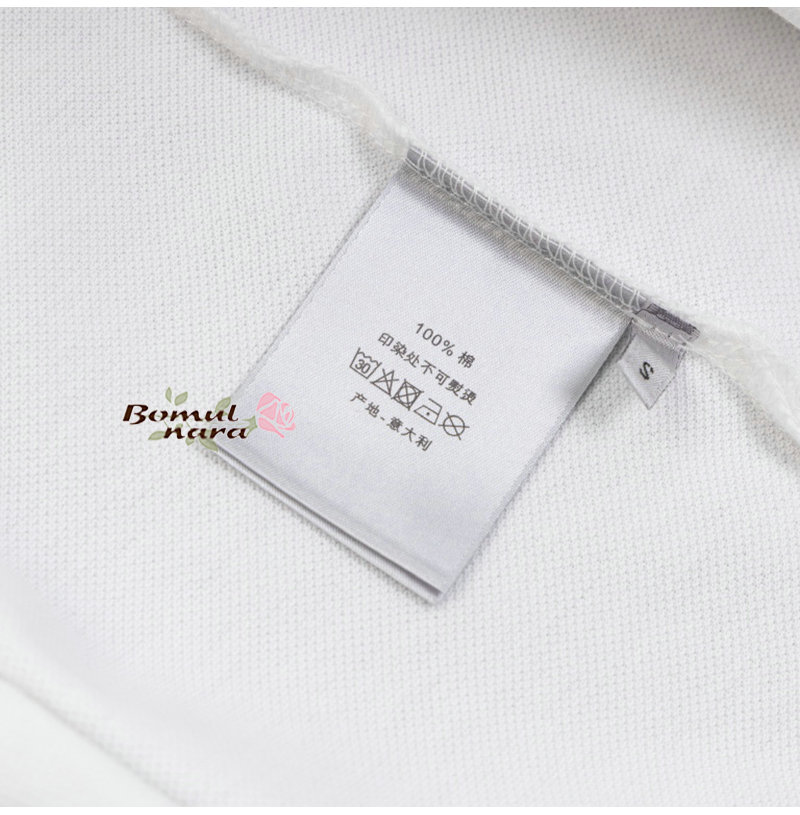 100% 棉
印染处不可熨烫
30
产地-意大利
S
Bomul
nara